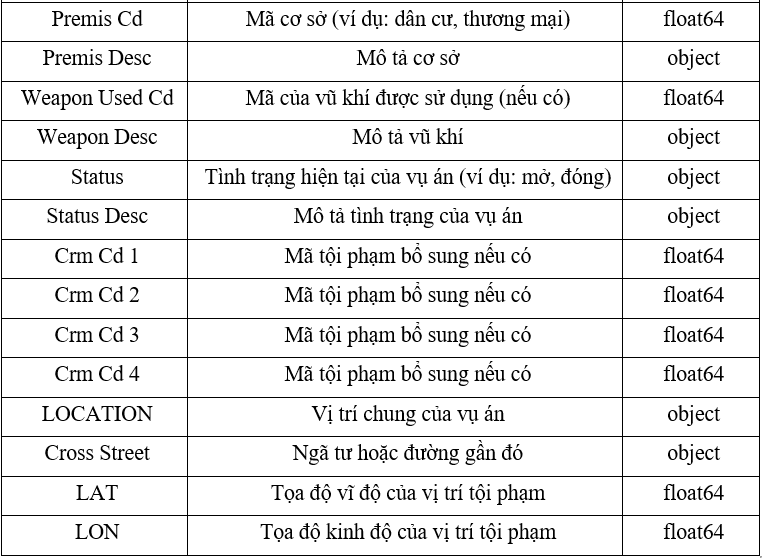 Premis Cd Mã cơ sở (ví dụ: dân cư, thương mại) float64
Premis Desc Mô tả cơ sở object
Weapon Used Cd Mã của vũ khí được sử dụng (nếu có) float64
Weapon Desc Mô tả vũ khí object
Status Tình trạng hiện tại của vụ án (ví dụ: mở, đóng) object
Status Desc Mô tả tình trạng của vụ án object
Crm Cd 1 Mã tội phạm bổ sung nếu có float64
Crm Cd 2 Mã tội phạm bổ sung nếu có float64
Crm Cd 3 Mã tội phạm bổ sung nếu có float64
Crm Cd 4 Mã tội phạm bổ sung nếu có float64
LOCATION Vị trí chung của vụ án object
Cross Street Ngã tư hoặc đường gần đó object
LAT Tọa độ vĩ độ của vị trí tội phạm float64
LON Tọa độ kinh độ của vị trí tội phạm float64